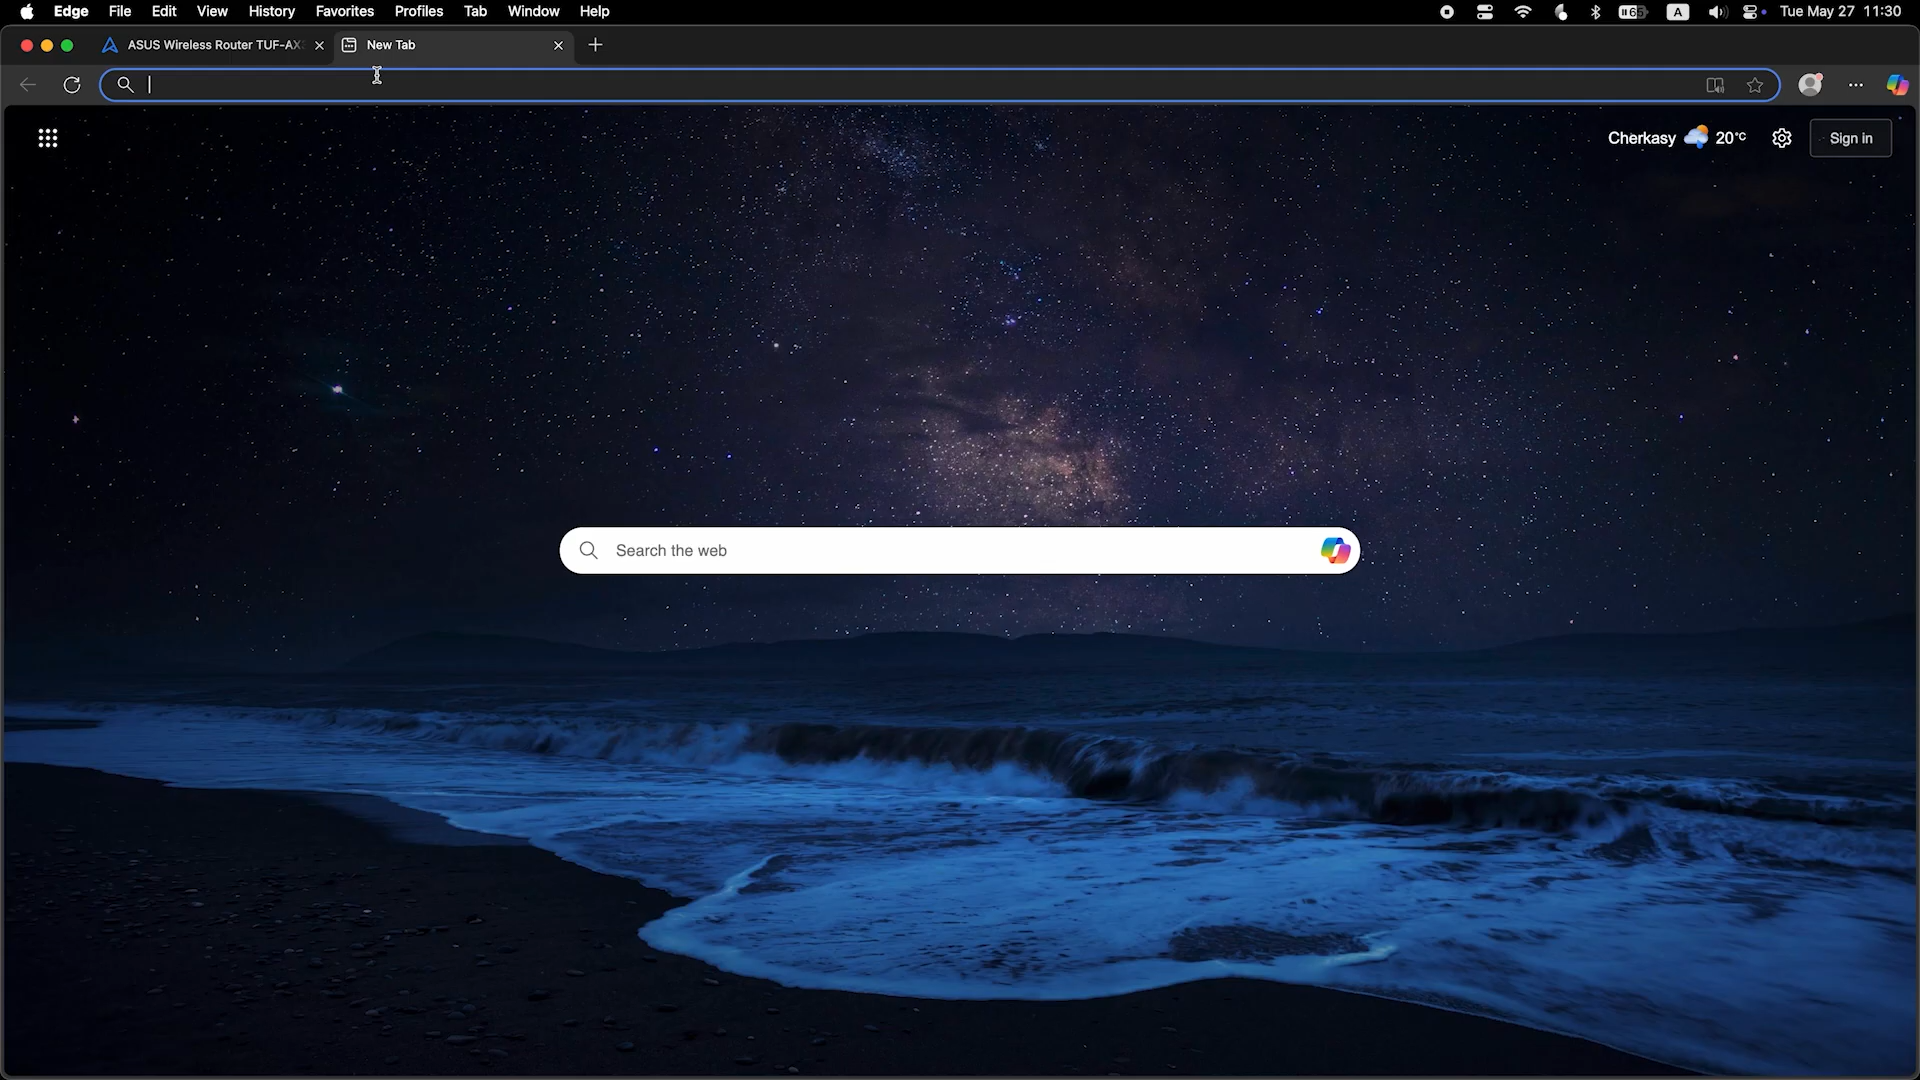 Edge File Edit View History Favorites Profiles Tab Window Help 65 A Tue May 27 11:30
ASUS Wireless Router TUF-AX New Tab
Cherkasy 20°C Sign in
Search the web